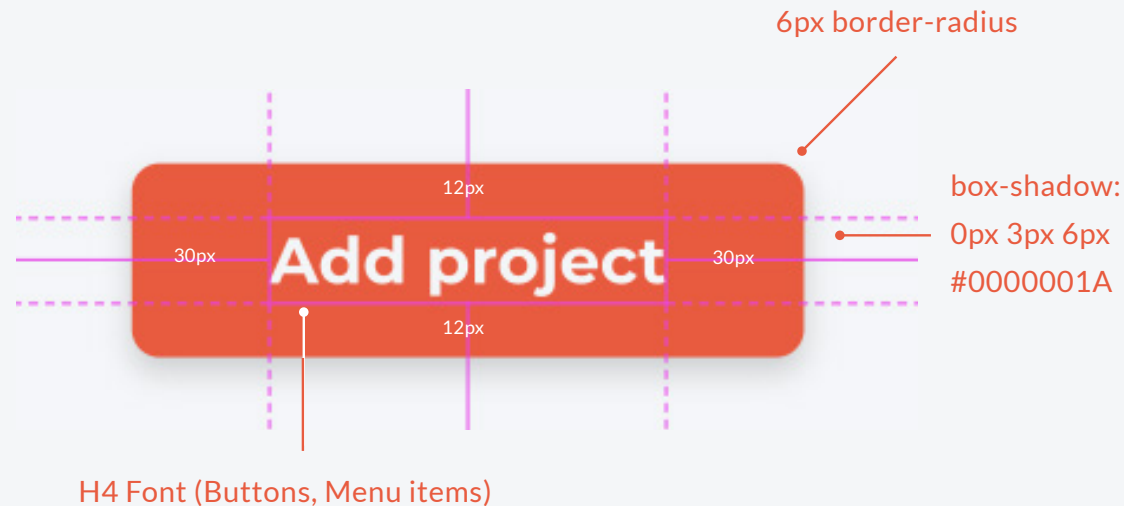 6px border-radius
12px
box-shadow:
0px 3px 6px
#0000001A
30px
Add project
30px
12px
H4 Font (Buttons, Menu items)